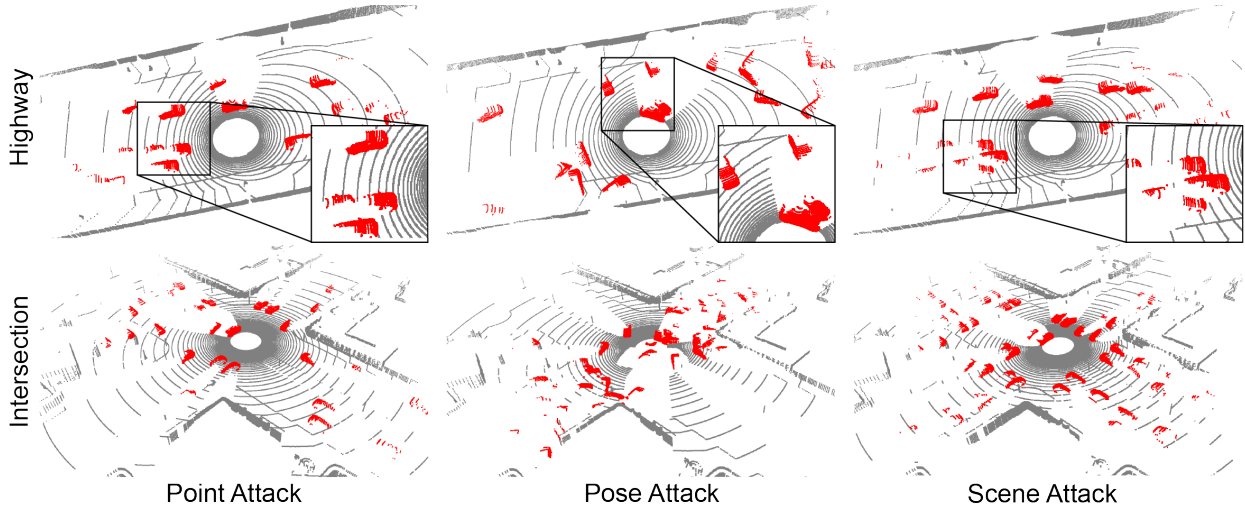 Highway
Intersection
Point Attack
Pose Attack
Scene Attack